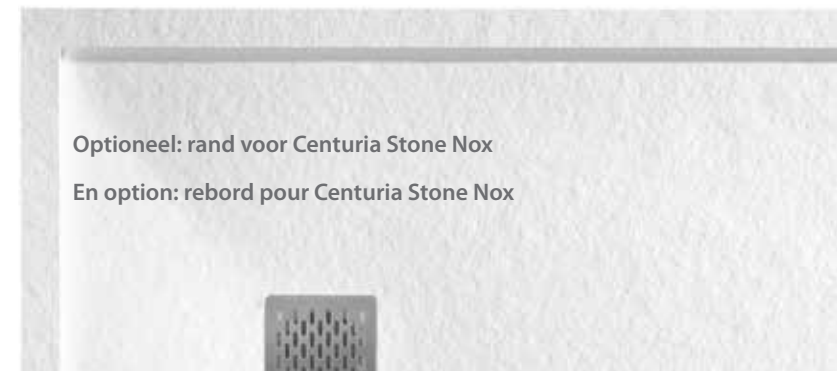 Optioneel: rand voor Centuria Stone Nox
En option: rebord pour Centuria Stone Nox